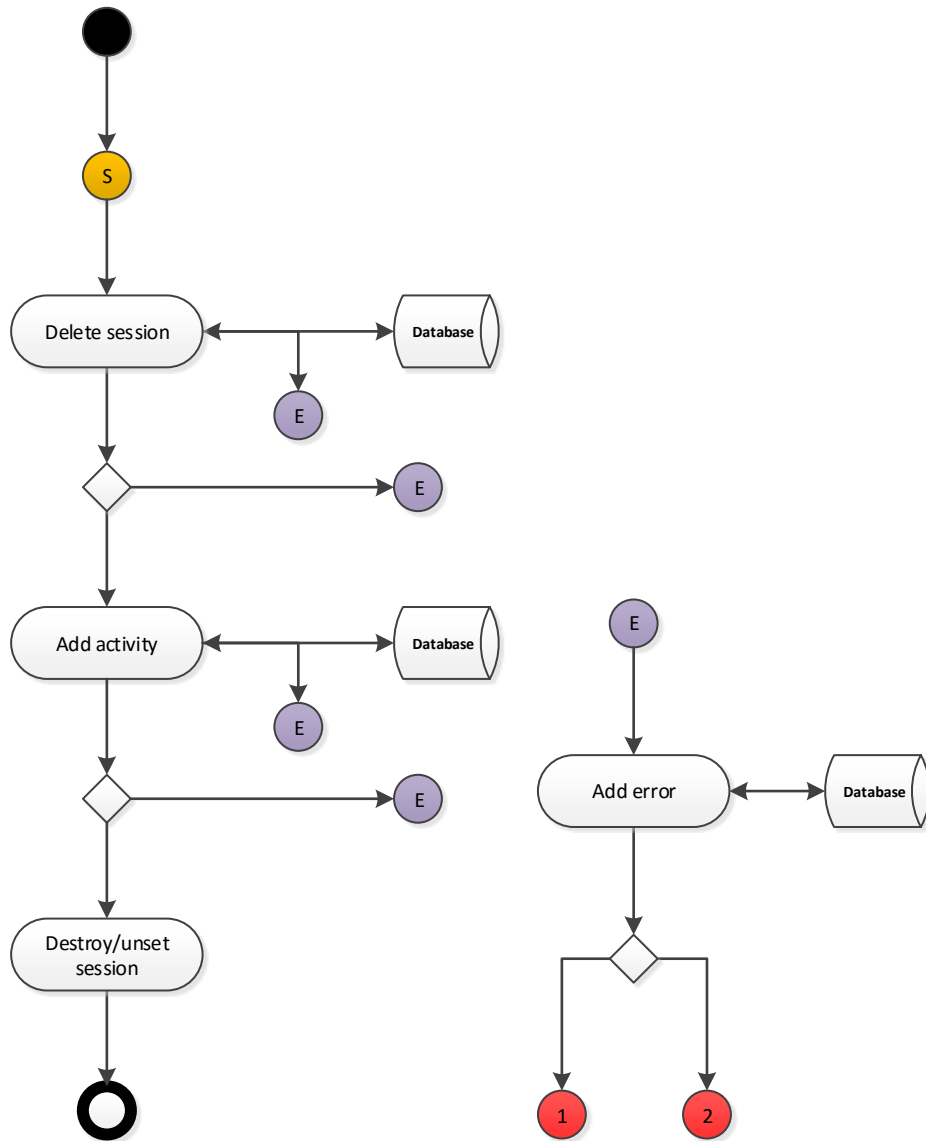 S
Delete session
Database
E
E
Add activity
Database
E
E
Destroy/unset
session
E
Add error
Database
1
2